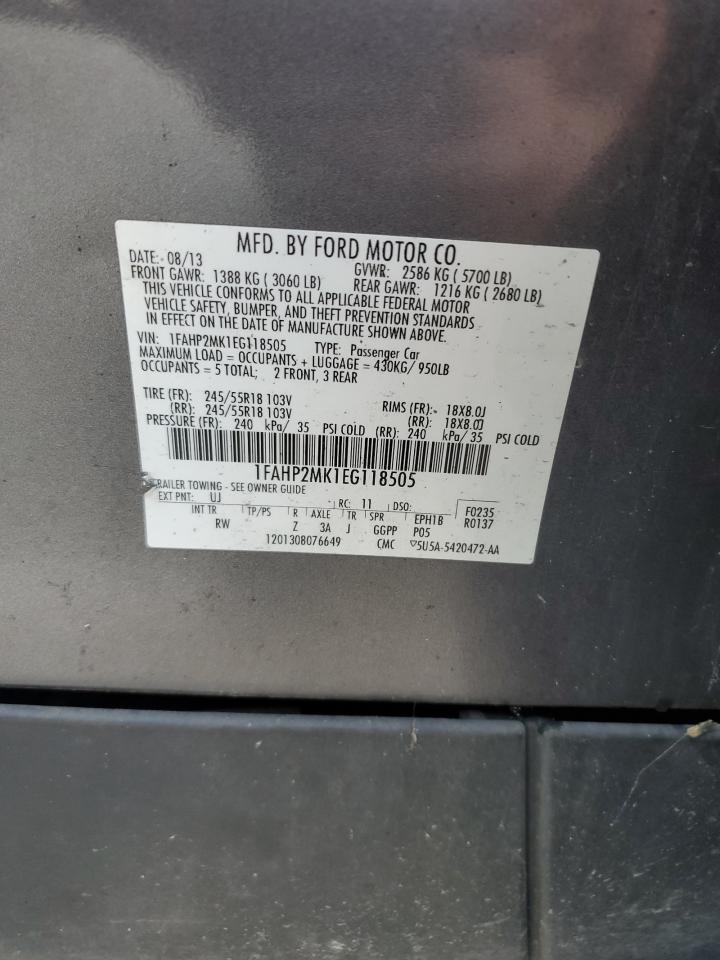 MFD. BY FORD MOTOR CO.
DATE: 08/13 GVWR: 2586 KG ( 5700 LB)
FRONT GAWR: 1388 KG ( 3060 LB) REAR GAWR: 1216 KG ( 2680 LB)
THIS VEHICLE CONFORMS TO ALL APPLICABLE FEDERAL MOTOR
VEHICLE SAFETY, BUMPER, AND THEFT PREVENTION STANDARDS
IN EFFECT ON THE DATE OF MANUFACTURE SHOWN ABOVE.
VIN: 1FAHP2MK1EG118505 TYPE: Passenger Car
MAXIMUM LOAD = OCCUPANTS + LUGGAGE = 430KG/ 950LB
OCCUPANTS = 5 TOTAL; 2 FRONT, 3 REAR
TIRE (FR): 245/55R18 103V RIMS (FR): 18X8.0J
(RR): 245/55R18 103V (RR): 18X8.0J
PRESSURE (FR): 240 kPa/ 35 PSI COLD (RR): 240 kPa/ 35 PSI COLD
1FAHP2MK1EG118505
TRAILER TOWING - SEE OWNER GUIDE
EXT PNT: UJ RC: 11 DSO: F0235
INT TR TP/PS R AXLE TR SPR EPH1B R0137
RW Z 3A J GGPP P05
1201308076649 CMC 5U5A-5420472-AA